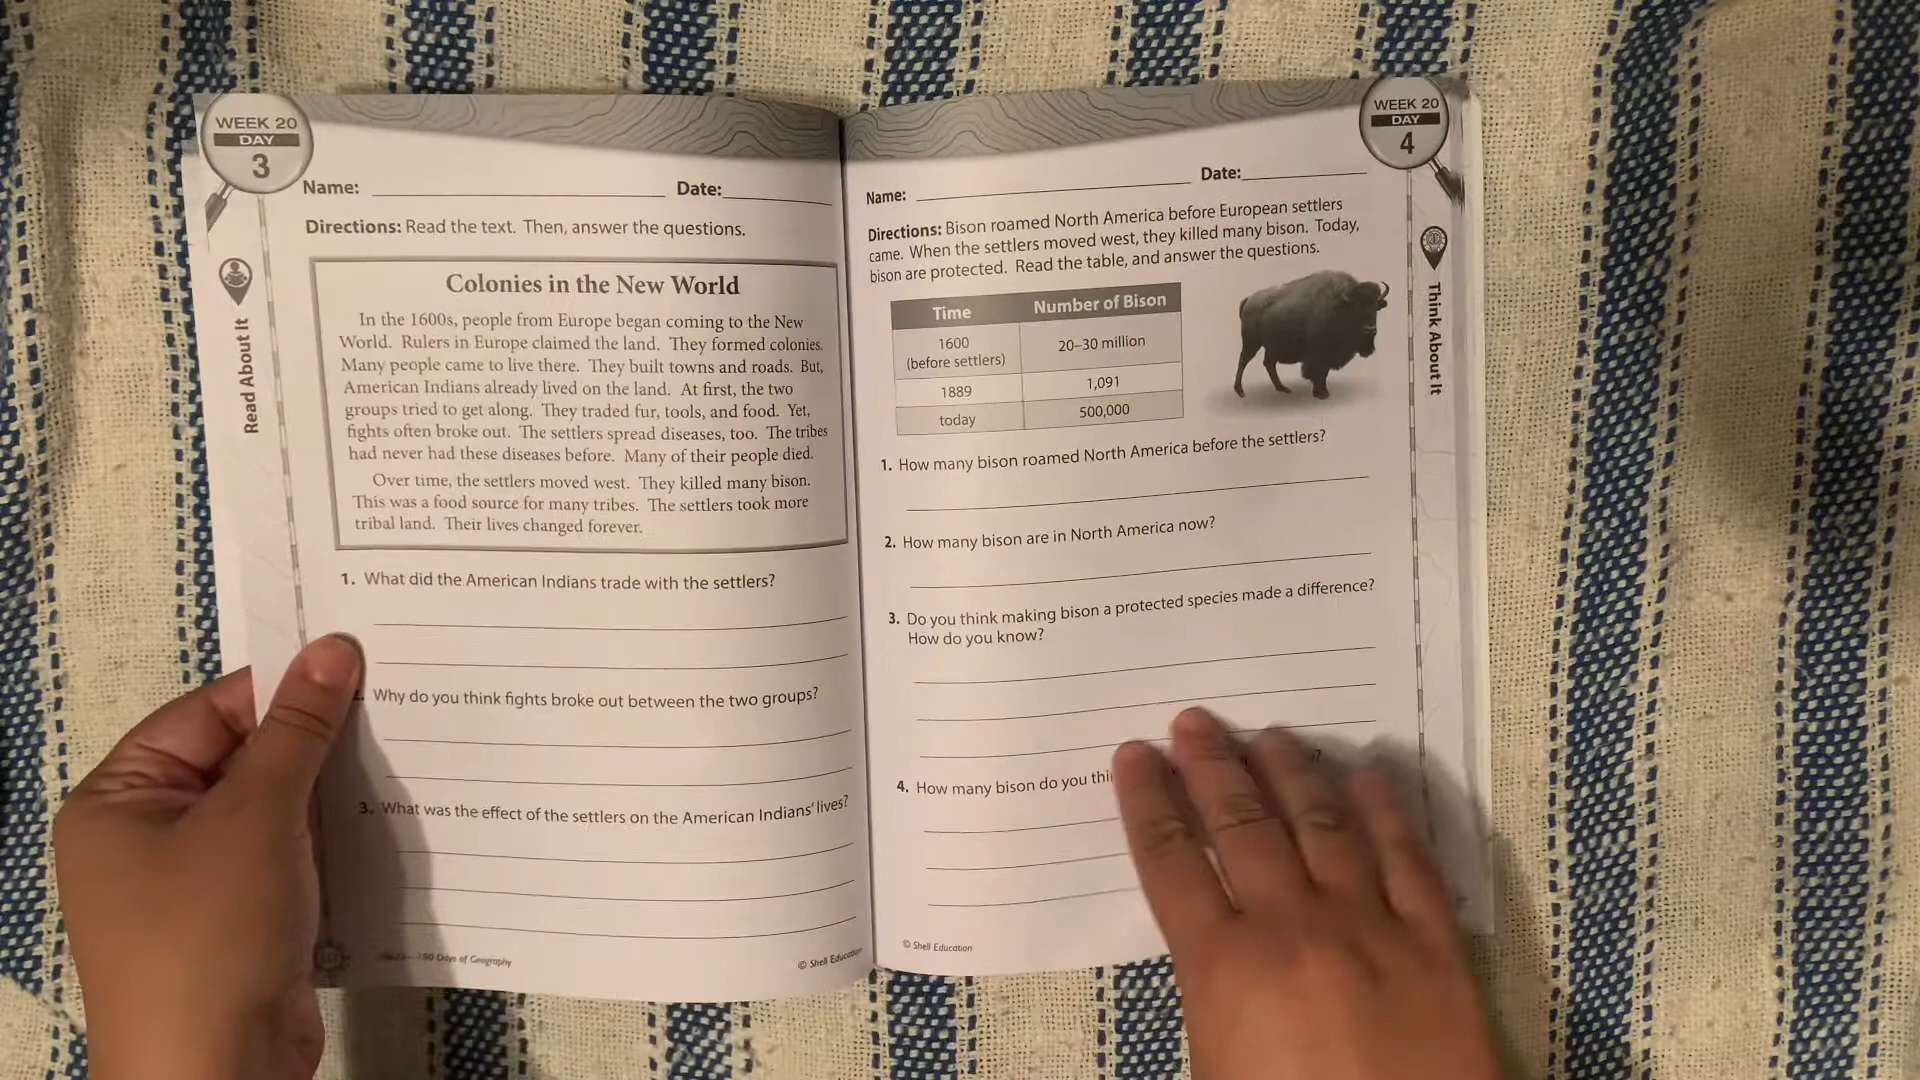 WEEK 20
DAY
3
Name:
Date:
Directions: Read the text. Then, answer the questions.
Read About It
Colonies in the New World
In the 1600s, people from Europe began coming to the New
World. Rulers in Europe claimed the land. They formed colonies.
Many people came to live there. They built towns and roads. But,
American Indians already lived on the land. At first, the two
groups tried to get along. They traded fur, tools, and food. Yet,
fights often broke out. The settlers spread diseases, too. The tribes
had never had these diseases before. Many of their people died.
Over time, the settlers moved west. They killed many bison.
This was a food source for many tribes. The settlers took more
tribal land. Their lives changed forever.
1. What did the American Indians trade with the settlers?
Why do you think fights broke out between the two groups?
3. What was the effect of the settlers on the American Indians' lives?
180 Days of Geography
© Shell Education
WEEK 20
DAY
4
Name:
Date:
Directions: Bison roamed North America before European settlers
came. When the settlers moved west, they killed many bison. Today,
bison are protected. Read the table, and answer the questions.
Think About It
Time Number of Bison
1600
(before settlers) 20–30 million
1889 1,091
today 500,000
1. How many bison roamed North America before the settlers?
2. How many bison are in North America now?
3. Do you think making bison a protected species made a difference?
How do you know?
4. How many bison do you
© Shell Education